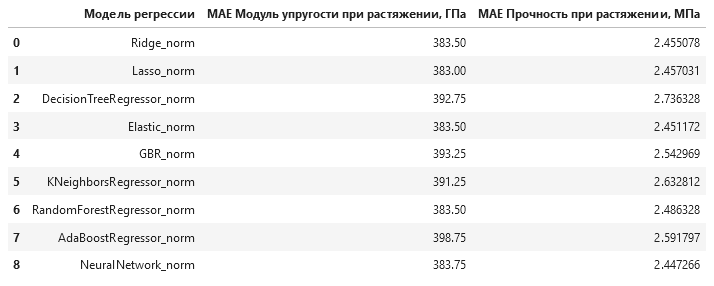 Модель регрессии MAE Модуль упругости при растяжении, ГПа MAE Прочность при растяжении, МПа
0 Ridge_norm 383.50 2.455078
1 Lasso_norm 383.00 2.457031
2 DecisionTreeRegressor_norm 392.75 2.736328
3 Elastic_norm 383.50 2.451172
4 GBR_norm 393.25 2.542969
5 KNeighborsRegressor_norm 391.25 2.632812
6 RandomForestRegressor_norm 383.50 2.486328
7 AdaBoostRegressor_norm 398.75 2.591797
8 NeuralNetwork_norm 383.75 2.447266